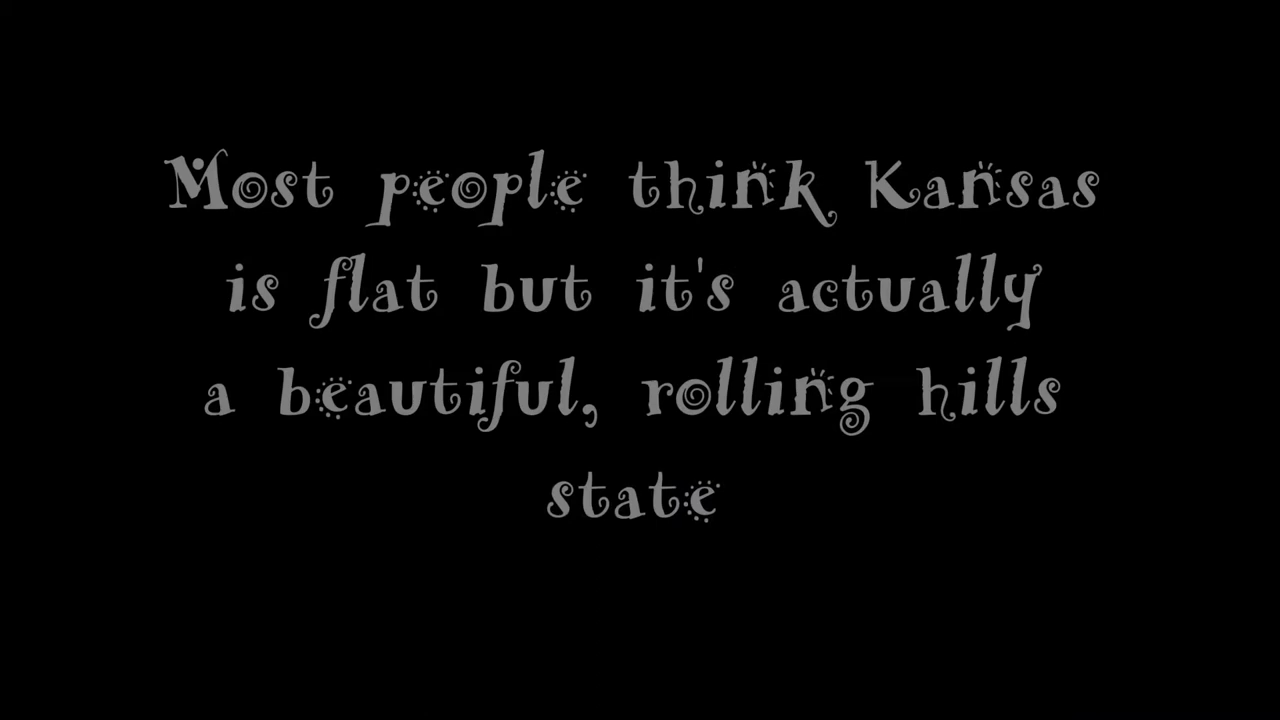 Most people think Kansas
is flat but it's actually
a beautiful, rolling hills
state